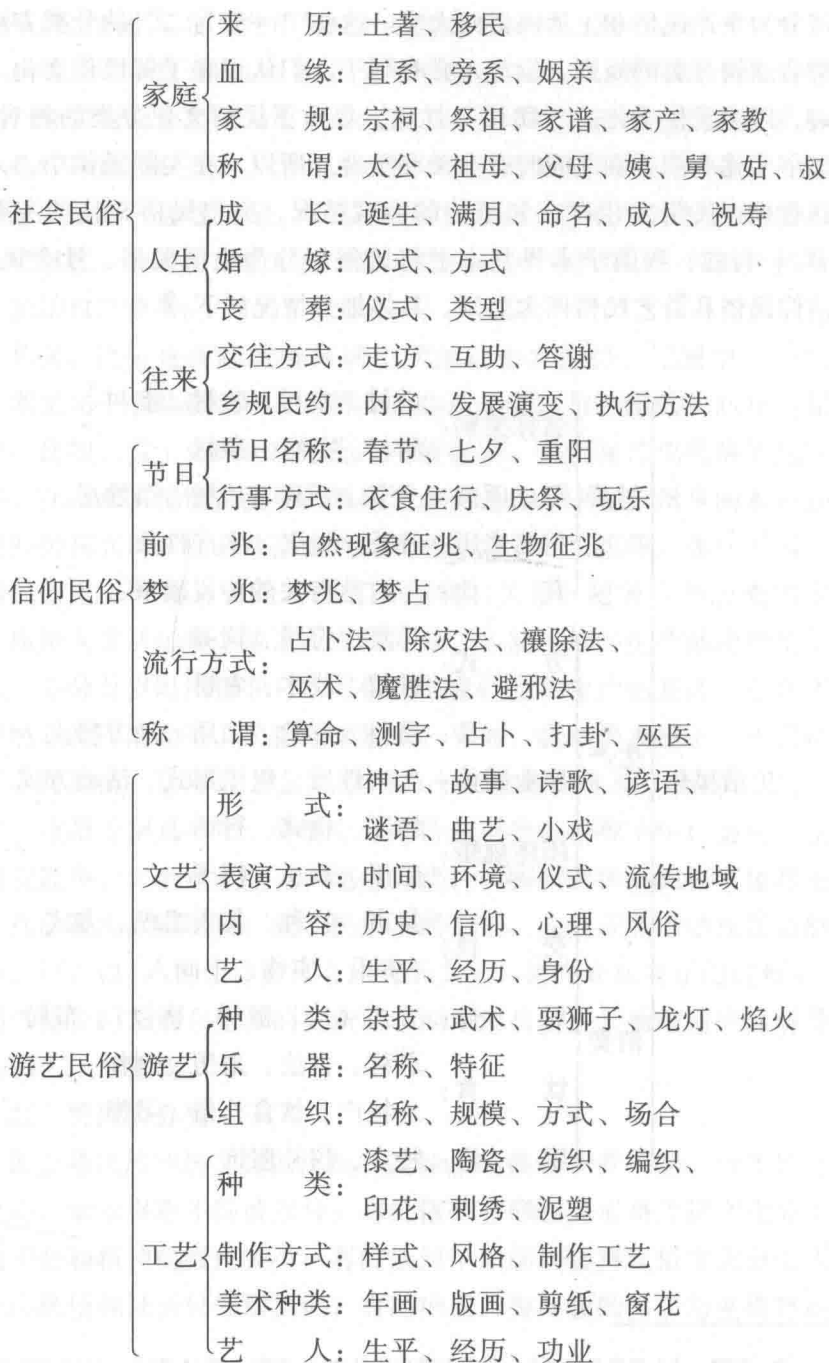 来 历：土著、移民
血 缘：直系、旁系、姻亲
家庭
家 规：宗祠、祭祖、家谱、家产、家教
称 谓：太公、祖母、父母、姨、舅、姑、叔
社会民俗
成 长：诞生、满月、命名、成人、祝寿
人生 婚 嫁：仪式、方式
丧 葬：仪式、类型
交往方式：走访、互助、答谢
往来
乡规民约：内容、发展演变、执行方法
节日名称：春节、七夕、重阳
节日
行事方式：衣食住行、庆祭、玩乐
前 兆：自然现象征兆、生物征兆
信仰民俗 梦 兆：梦兆、梦占
占卜法、除灾法、禳除法、
流行方式：
巫术、魔胜法、避邪法
称 谓：算命、测字、占卜、打卦、巫医
神话、故事、诗歌、谚语、
形 式：
谜语、曲艺、小戏
文艺 表演方式：时间、环境、仪式、流传地域
内 容：历史、信仰、心理、风俗
艺 人：生平、经历、身份
种 类：杂技、武术、耍狮子、龙灯、焰火
游艺民俗 游艺 乐 器：名称、特征
组 织：名称、规模、方式、场合
漆艺、陶瓷、纺织、编织、
种 类：
印花、刺绣、泥塑
工艺 制作方式：样式、风格、制作工艺
美术种类：年画、版画、剪纸、窗花
艺 人：生平、经历、功业